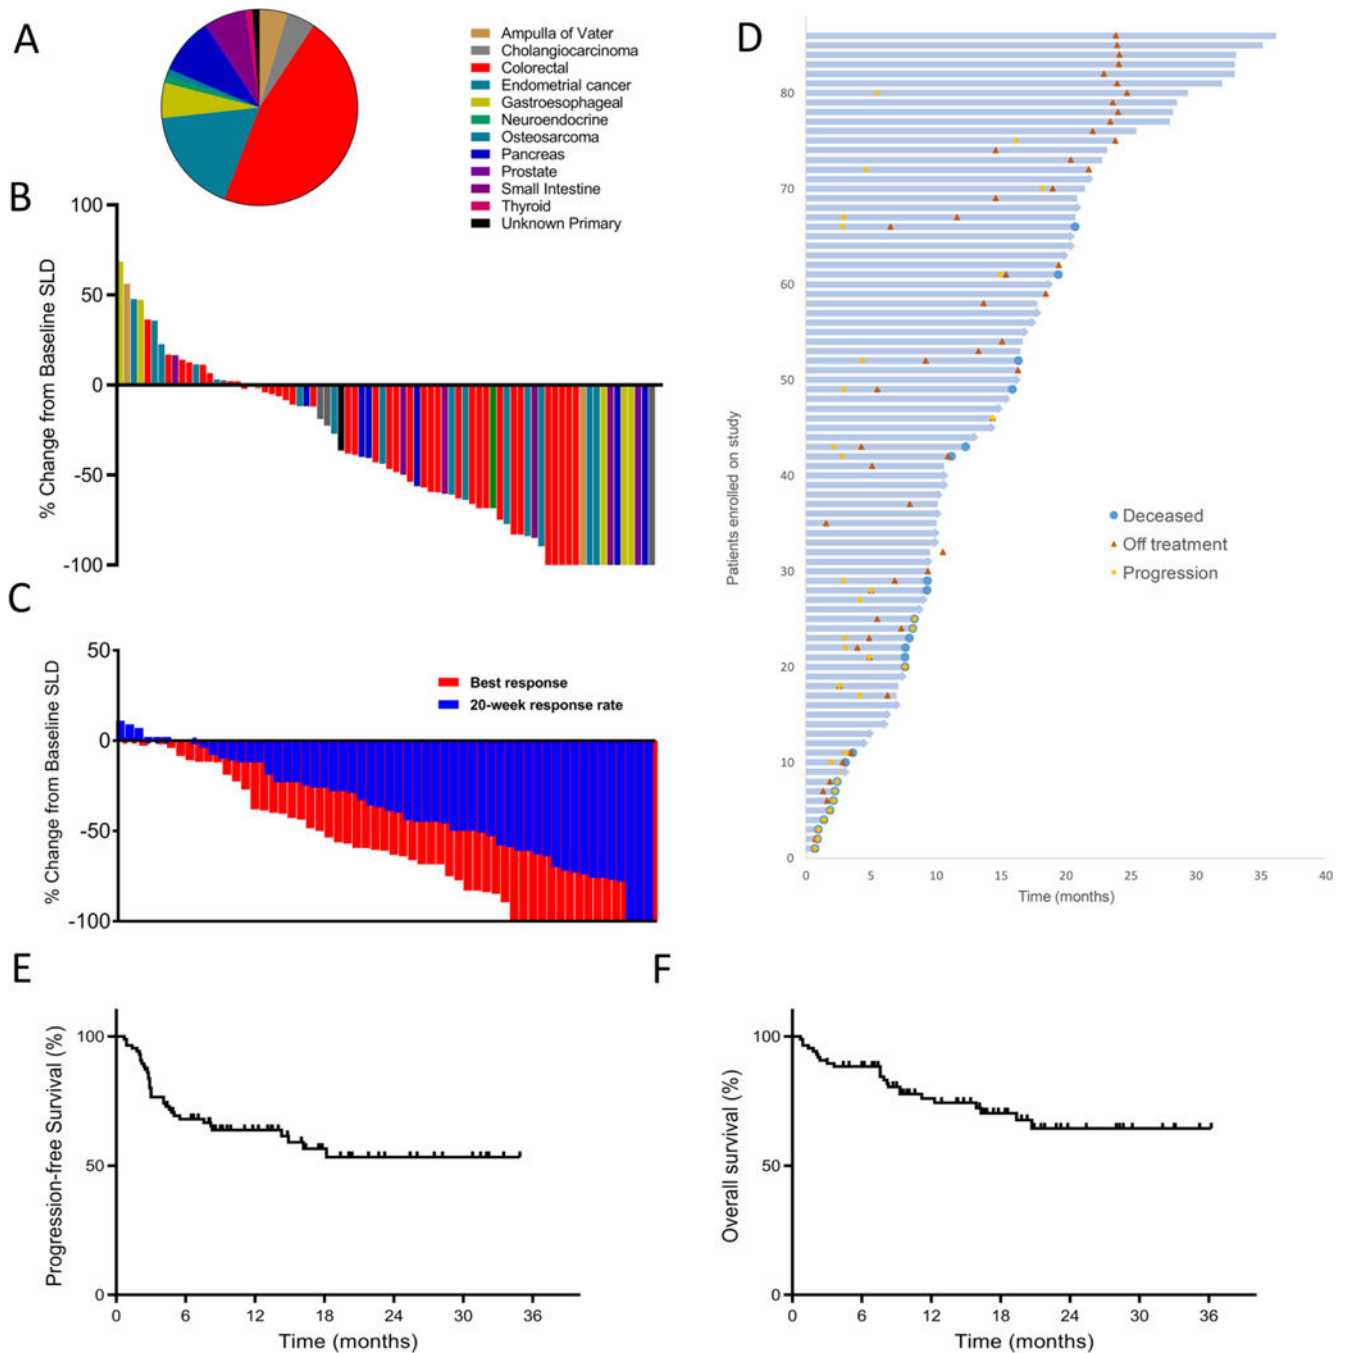 A
Ampulla of Vater
Cholangiocarcinoma
Colorectal
Endometrial cancer
Gastroesophageal
Neuroendocrine
Osteosarcoma
Pancreas
Prostate
Small Intestine
Thyroid
Unknown Primary
B
% Change from Baseline SLD
100
50
0
-50
-100
C
% Change from Baseline SLD
50
0
-50
-100
Best response
20-week response rate
D
Patients enrolled on study
80
70
60
50
40
30
20
10
0
Deceased
Off treatment
Progression
0 5 10 15 20 25 30 35 40
Time (months)
E
Progression-free Survival (%)
100
50
0
0 6 12 18 24 30 36
Time (months)
F
Overall survival (%)
100
50
0
0 6 12 18 24 30 36
Time (months)